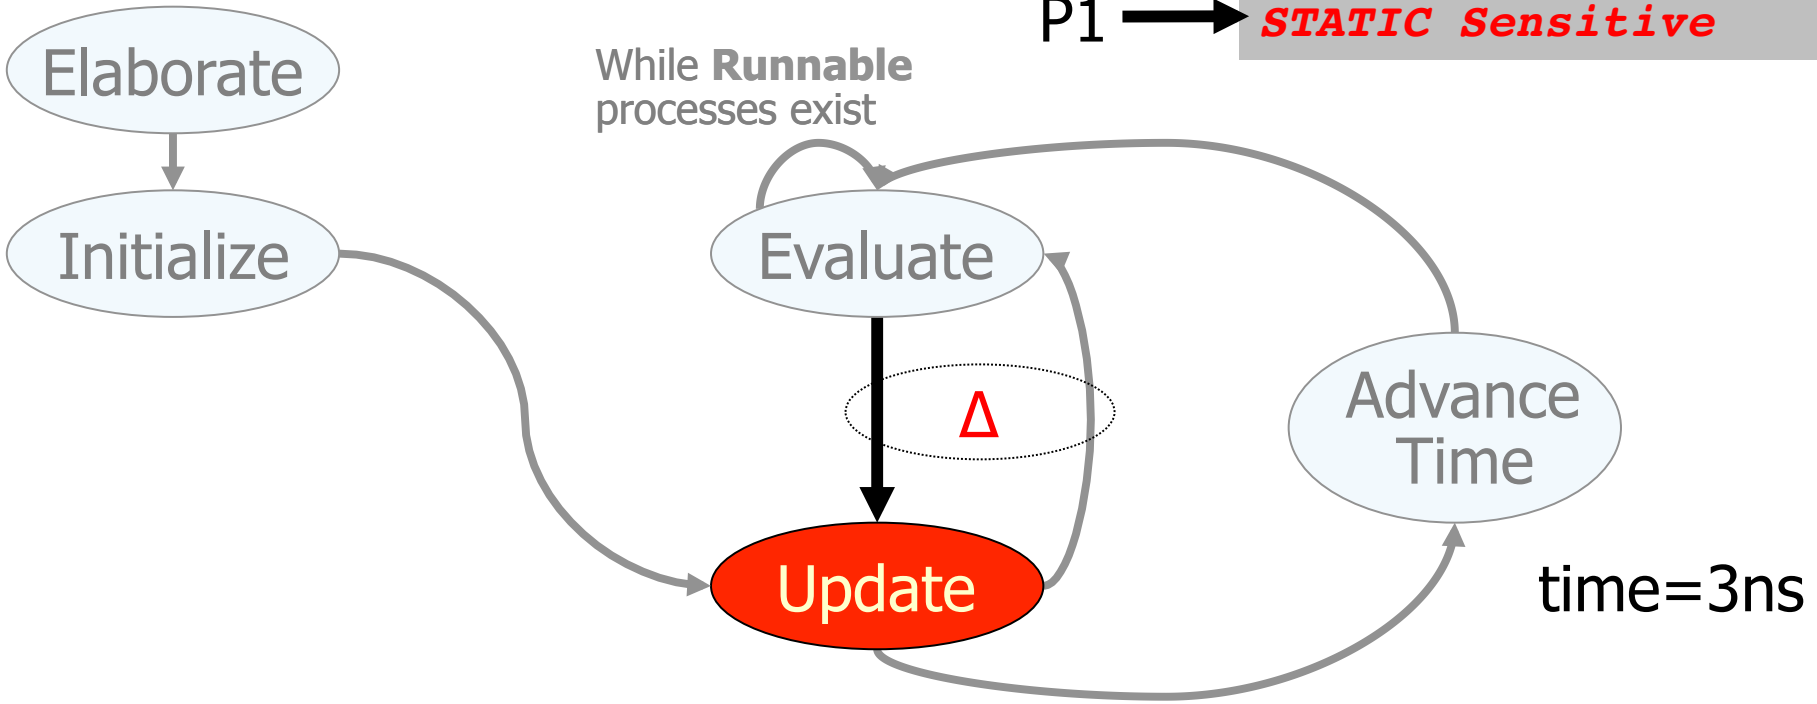 P1
STATIC Sensitive
Elaborate
While Runnable
processes exist
Initialize
Evaluate
Δ
Advance
Time
Update
time=3ns